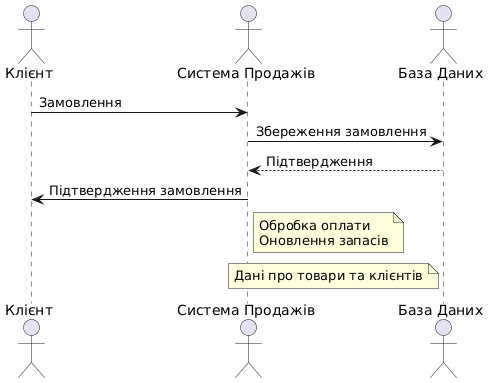 Клієнт
Система Продажів
База Даних
Замовлення
Збереження замовлення
Підтвердження
Підтвердження замовлення
Обробка оплати
Оновлення запасів
Дані про товари та клієнтів
Клієнт
Система Продажів
База Даних